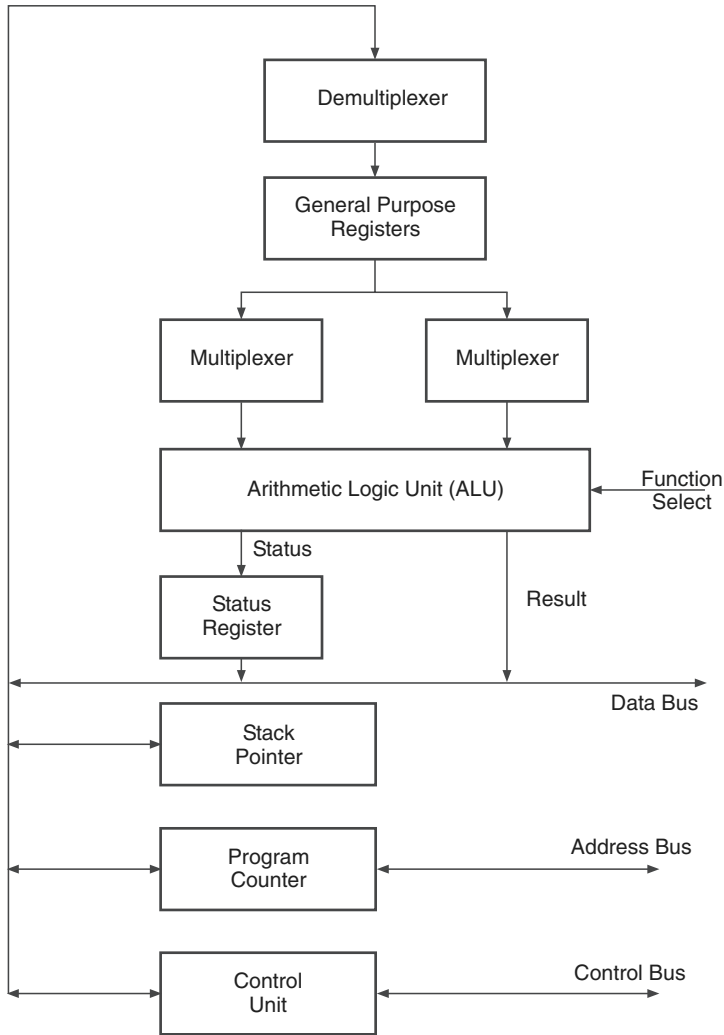 Demultiplexer
General Purpose
Registers
Multiplexer
Multiplexer
Arithmetic Logic Unit (ALU)
Function
Select
Status
Status
Register
Result
Data Bus
Stack
Pointer
Program
Counter
Address Bus
Control
Unit
Control Bus